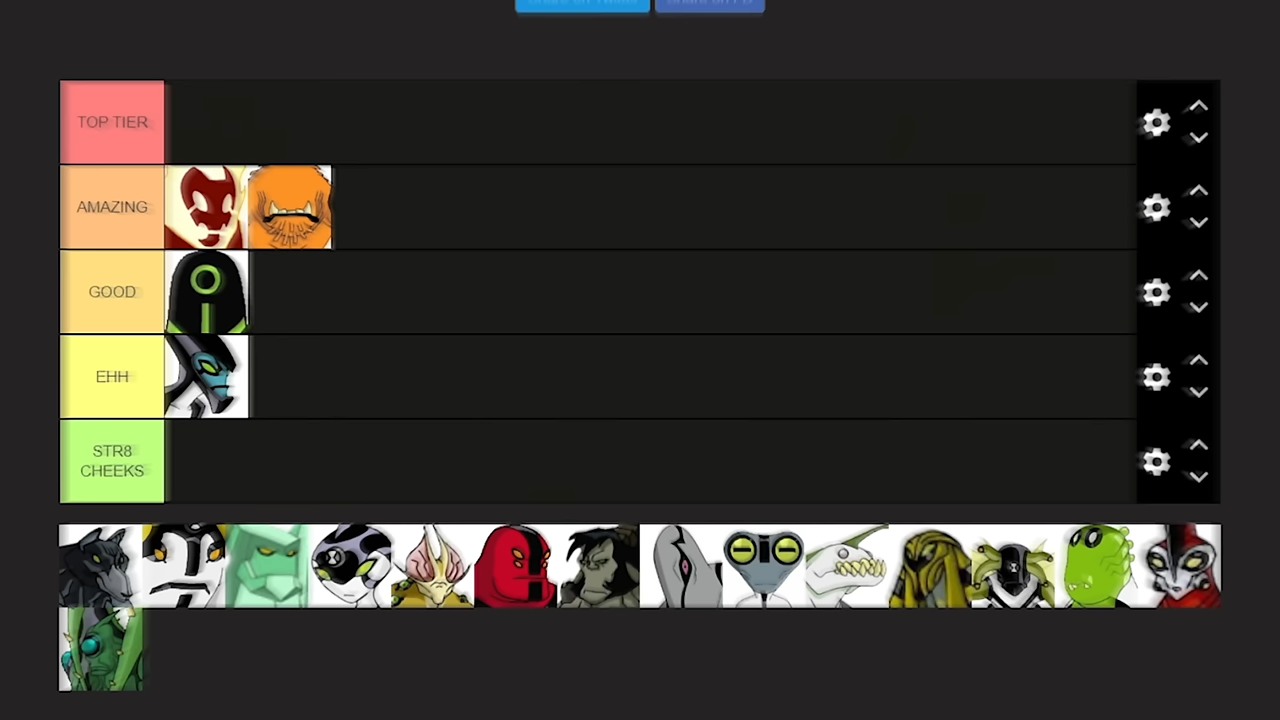 TOP TIER
AMAZING
GOOD
EHH
STR8
CHEEKS